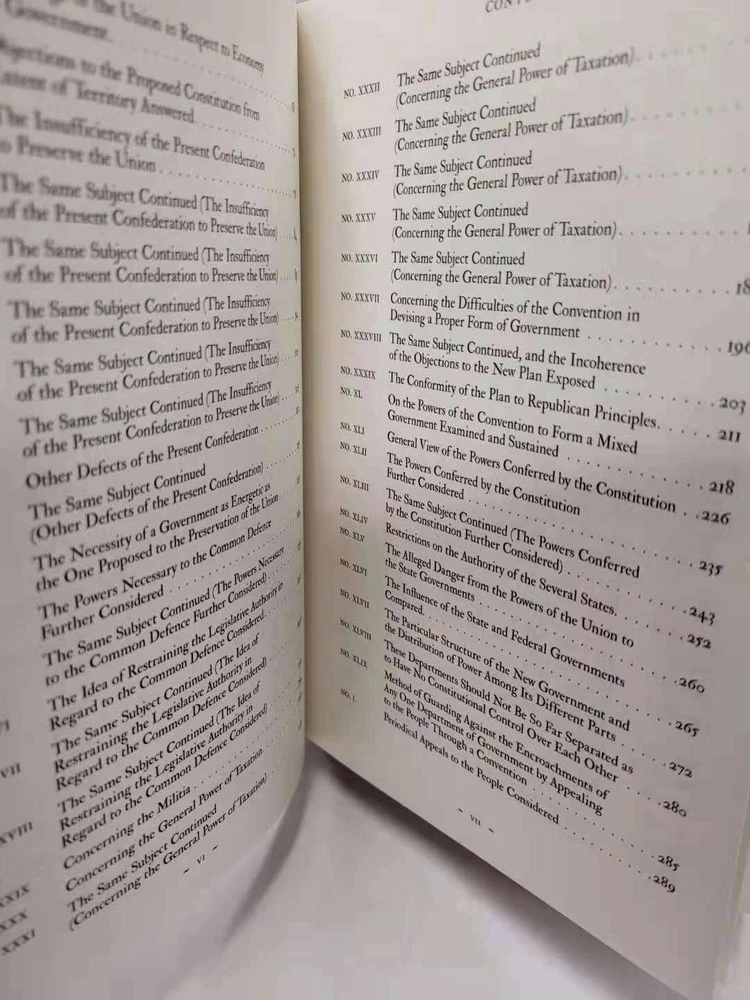 of the Union in Respect to Economy
Government
Objections to the Proposed Constitution from
Extent of Territory Answered
The Insufficiency of the Present Confederation
to Preserve the Union
The Same Subject Continued (The Insufficiency
of the Present Confederation to Preserve the Union)
The Same Subject Continued (The Insufficiency
of the Present Confederation to Preserve the Union)
The Same Subject Continued (The Insufficiency
of the Present Confederation to Preserve the Union)
The Same Subject Continued (The Insufficiency
of the Present Confederation to Preserve the Union)
The Same Subject Continued (The Insufficiency
of the Present Confederation to Preserve the Union)
Other Defects of the Present Confederation
The Same Subject Continued
(Other Defects of the Present Confederation)
The Necessity of a Government as Energetic as
the One Proposed to the Preservation of the Union
The Powers Necessary to the Common Defence
Further Considered
The Same Subject Continued (The Powers Necessary
to the Common Defence Further Considered)
The Idea of Restraining the Legislative Authority in
Regard to the Common Defence Considered
The Same Subject Continued (The Idea of
Restraining the Legislative Authority in
Regard to the Common Defence Considered)
The Same Subject Continued (The Idea of
Restraining the Legislative Authority in
Regard to the Common Defence Considered)
XVIII Concerning the Militia
XXIX Concerning the General Power of Taxation
XXX The Same Subject Continued
XXXI (Concerning the General Power of Taxation)
- VI -
NO. XXXII The Same Subject Continued
(Concerning the General Power of Taxation)
NO. XXXIII The Same Subject Continued
(Concerning the General Power of Taxation)
NO. XXXIV The Same Subject Continued
(Concerning the General Power of Taxation)
NO. XXXV The Same Subject Continued
(Concerning the General Power of Taxation)
NO. XXXVI The Same Subject Continued
(Concerning the General Power of Taxation) 18
NO. XXXVII Concerning the Difficulties of the Convention in
Devising a Proper Form of Government 196
NO. XXXVIII The Same Subject Continued, and the Incoherence
of the Objections to the New Plan Exposed 203
NO. XXXIX The Conformity of the Plan to Republican Principles 211
NO. XL On the Powers of the Convention to Form a Mixed
Government Examined and Sustained 218
NO. XLI General View of the Powers Conferred by the Constitution 226
NO. XLII The Powers Conferred by the Constitution
Further Considered 235
NO. XLIII The Same Subject Continued (The Powers Conferred
by the Constitution Further Considered) 243
NO. XLIV Restrictions on the Authority of the Several States 252
NO. XLV The Alleged Danger from the Powers of the Union to
the State Governments 260
NO. XLVI The Influence of the State and Federal Governments
Compared 265
NO. XLVII The Particular Structure of the New Government and
the Distribution of Power Among Its Different Parts 272
NO. XLVIII These Departments Should Not Be So Far Separated as
to Have No Constitutional Control Over Each Other 280
NO. XLIX Method of Guarding Against the Encroachments of
Any One Department of Government by Appealing
to the People Through a Convention 285
NO. L Periodical Appeals to the People Considered 289
- VII -